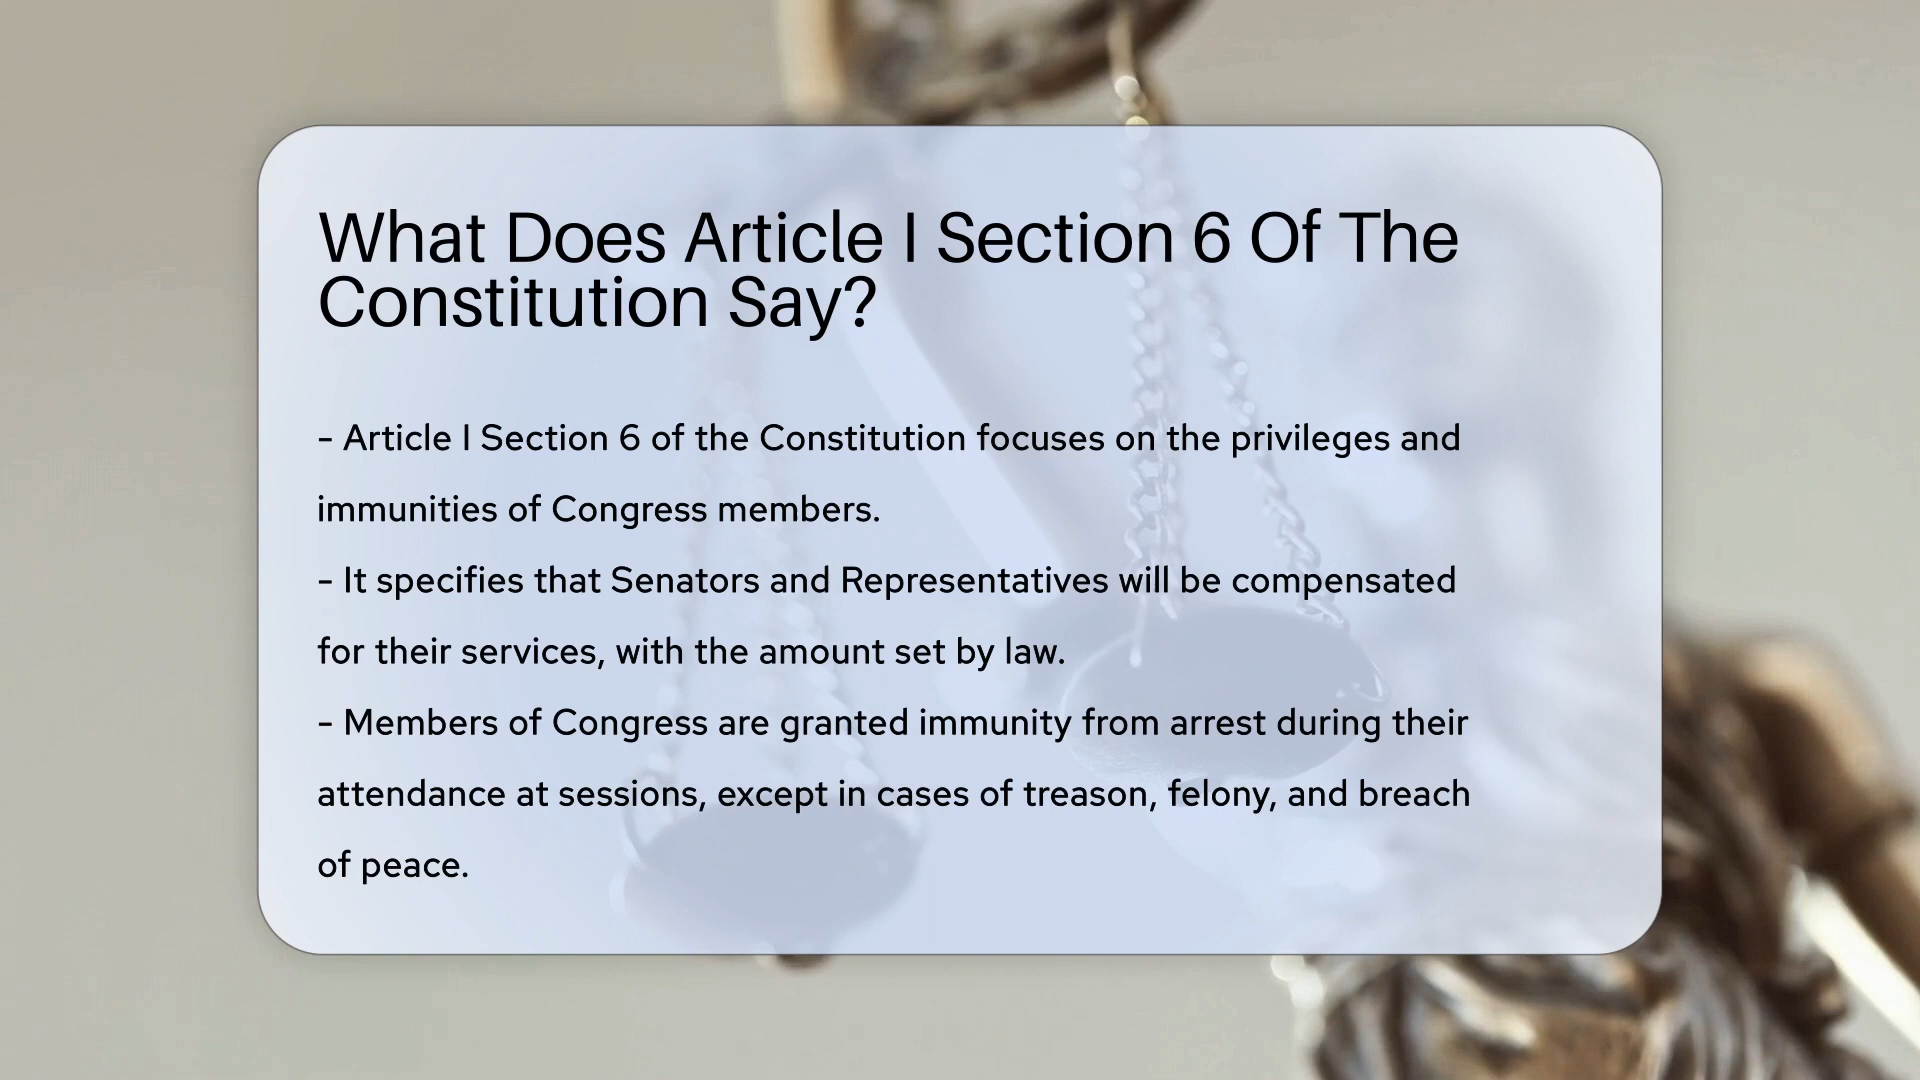 What Does Article I Section 6 Of The
Constitution Say?
- Article I Section 6 of the Constitution focuses on the privileges and
immunities of Congress members.
- It specifies that Senators and Representatives will be compensated
for their services, with the amount set by law.
- Members of Congress are granted immunity from arrest during their
attendance at sessions, except in cases of treason, felony, and breach
of peace.